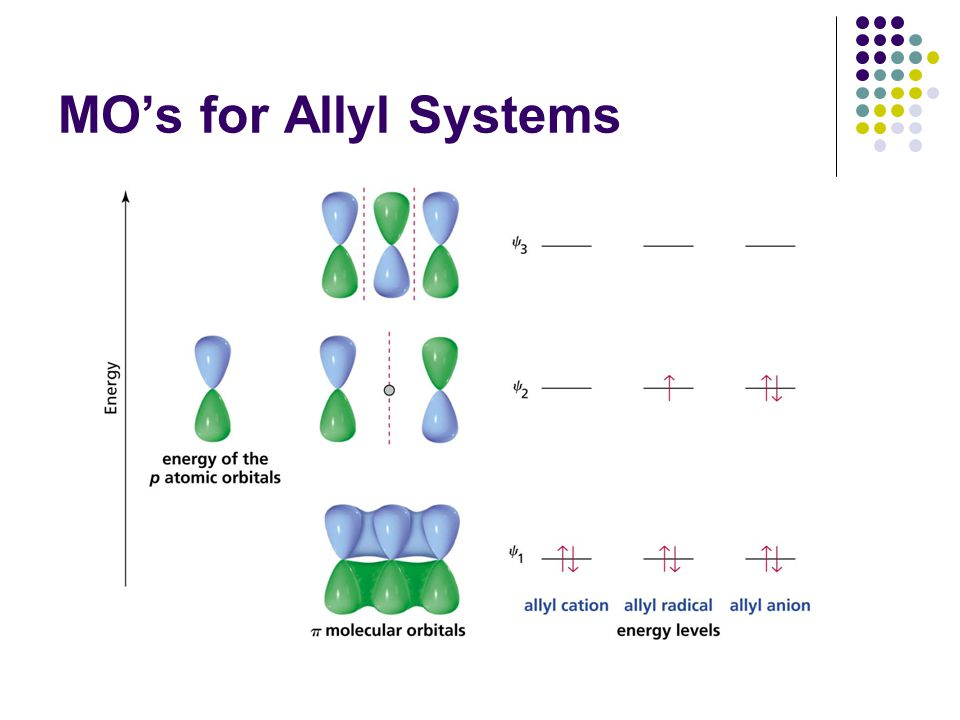 MO's for Allyl Systems
Energy
energy of the
p atomic orbitals
π molecular orbitals
ψ3
ψ2
ψ1
allyl cation allyl radical allyl anion
energy levels